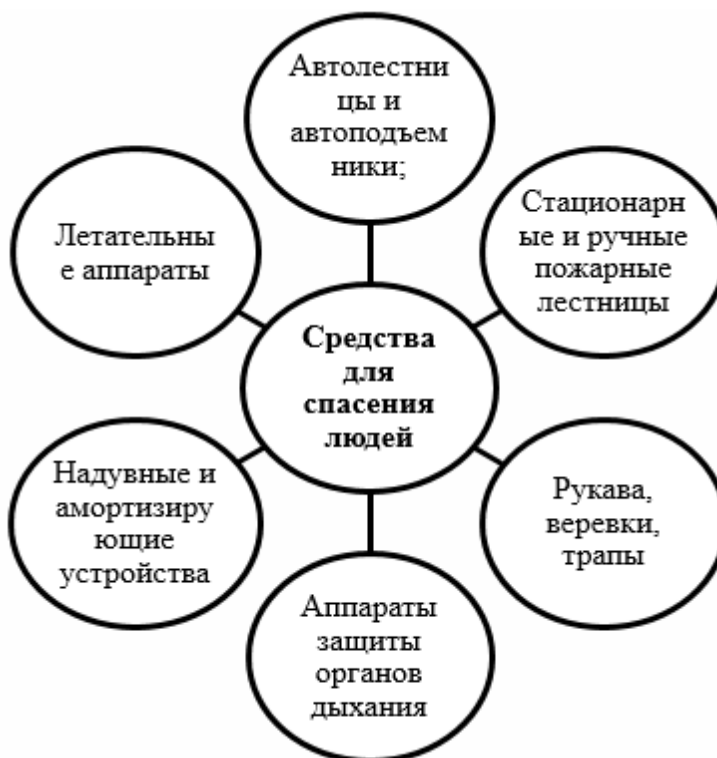 Автолестни
цы и
автоподъем
ники;
Стационарн
ые и ручные
пожарные
лестницы
Рукава,
веревки,
трапы
Аппараты
защиты
органов
дыхания
Надувные и
амортизиру
ющие
устройства
Летательны
е аппараты
Средства
для
спасения
людей